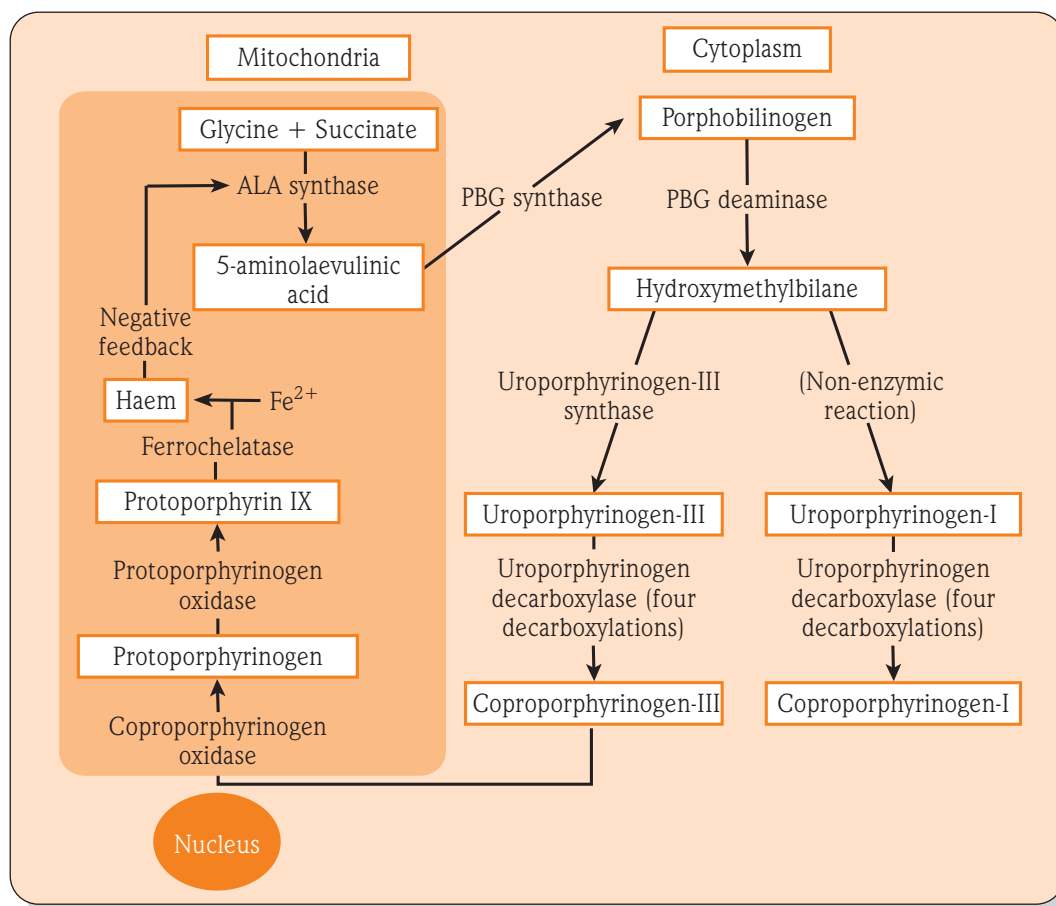 Mitochondria
Cytoplasm
Glycine + Succinate
ALA synthase
5-aminolaevulinic
acid
PBG synthase
Porphobilinogen
PBG deaminase
Hydroxymethylbilane
Uroporphyrinogen-III
synthase
(Non-enzymic
reaction)
Uroporphyrinogen-III
Uroporphyrinogen-I
Uroporphyrinogen
decarboxylase (four
decarboxylations)
Uroporphyrinogen
decarboxylase (four
decarboxylations)
Coproporphyrinogen-III
Coproporphyrinogen-I
Coproporphyrinogen
oxidase
Protoporphyrinogen
Protoporphyrinogen
oxidase
Protoporphyrin IX
Ferrochelatase
Fe²⁺
Haem
Negative
feedback
Nucleus